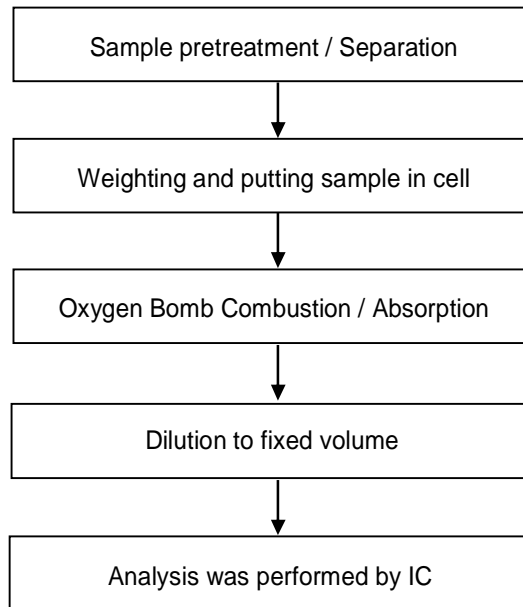 Sample pretreatment / Separation
Weighting and putting sample in cell
Oxygen Bomb Combustion / Absorption
Dilution to fixed volume
Analysis was performed by IC